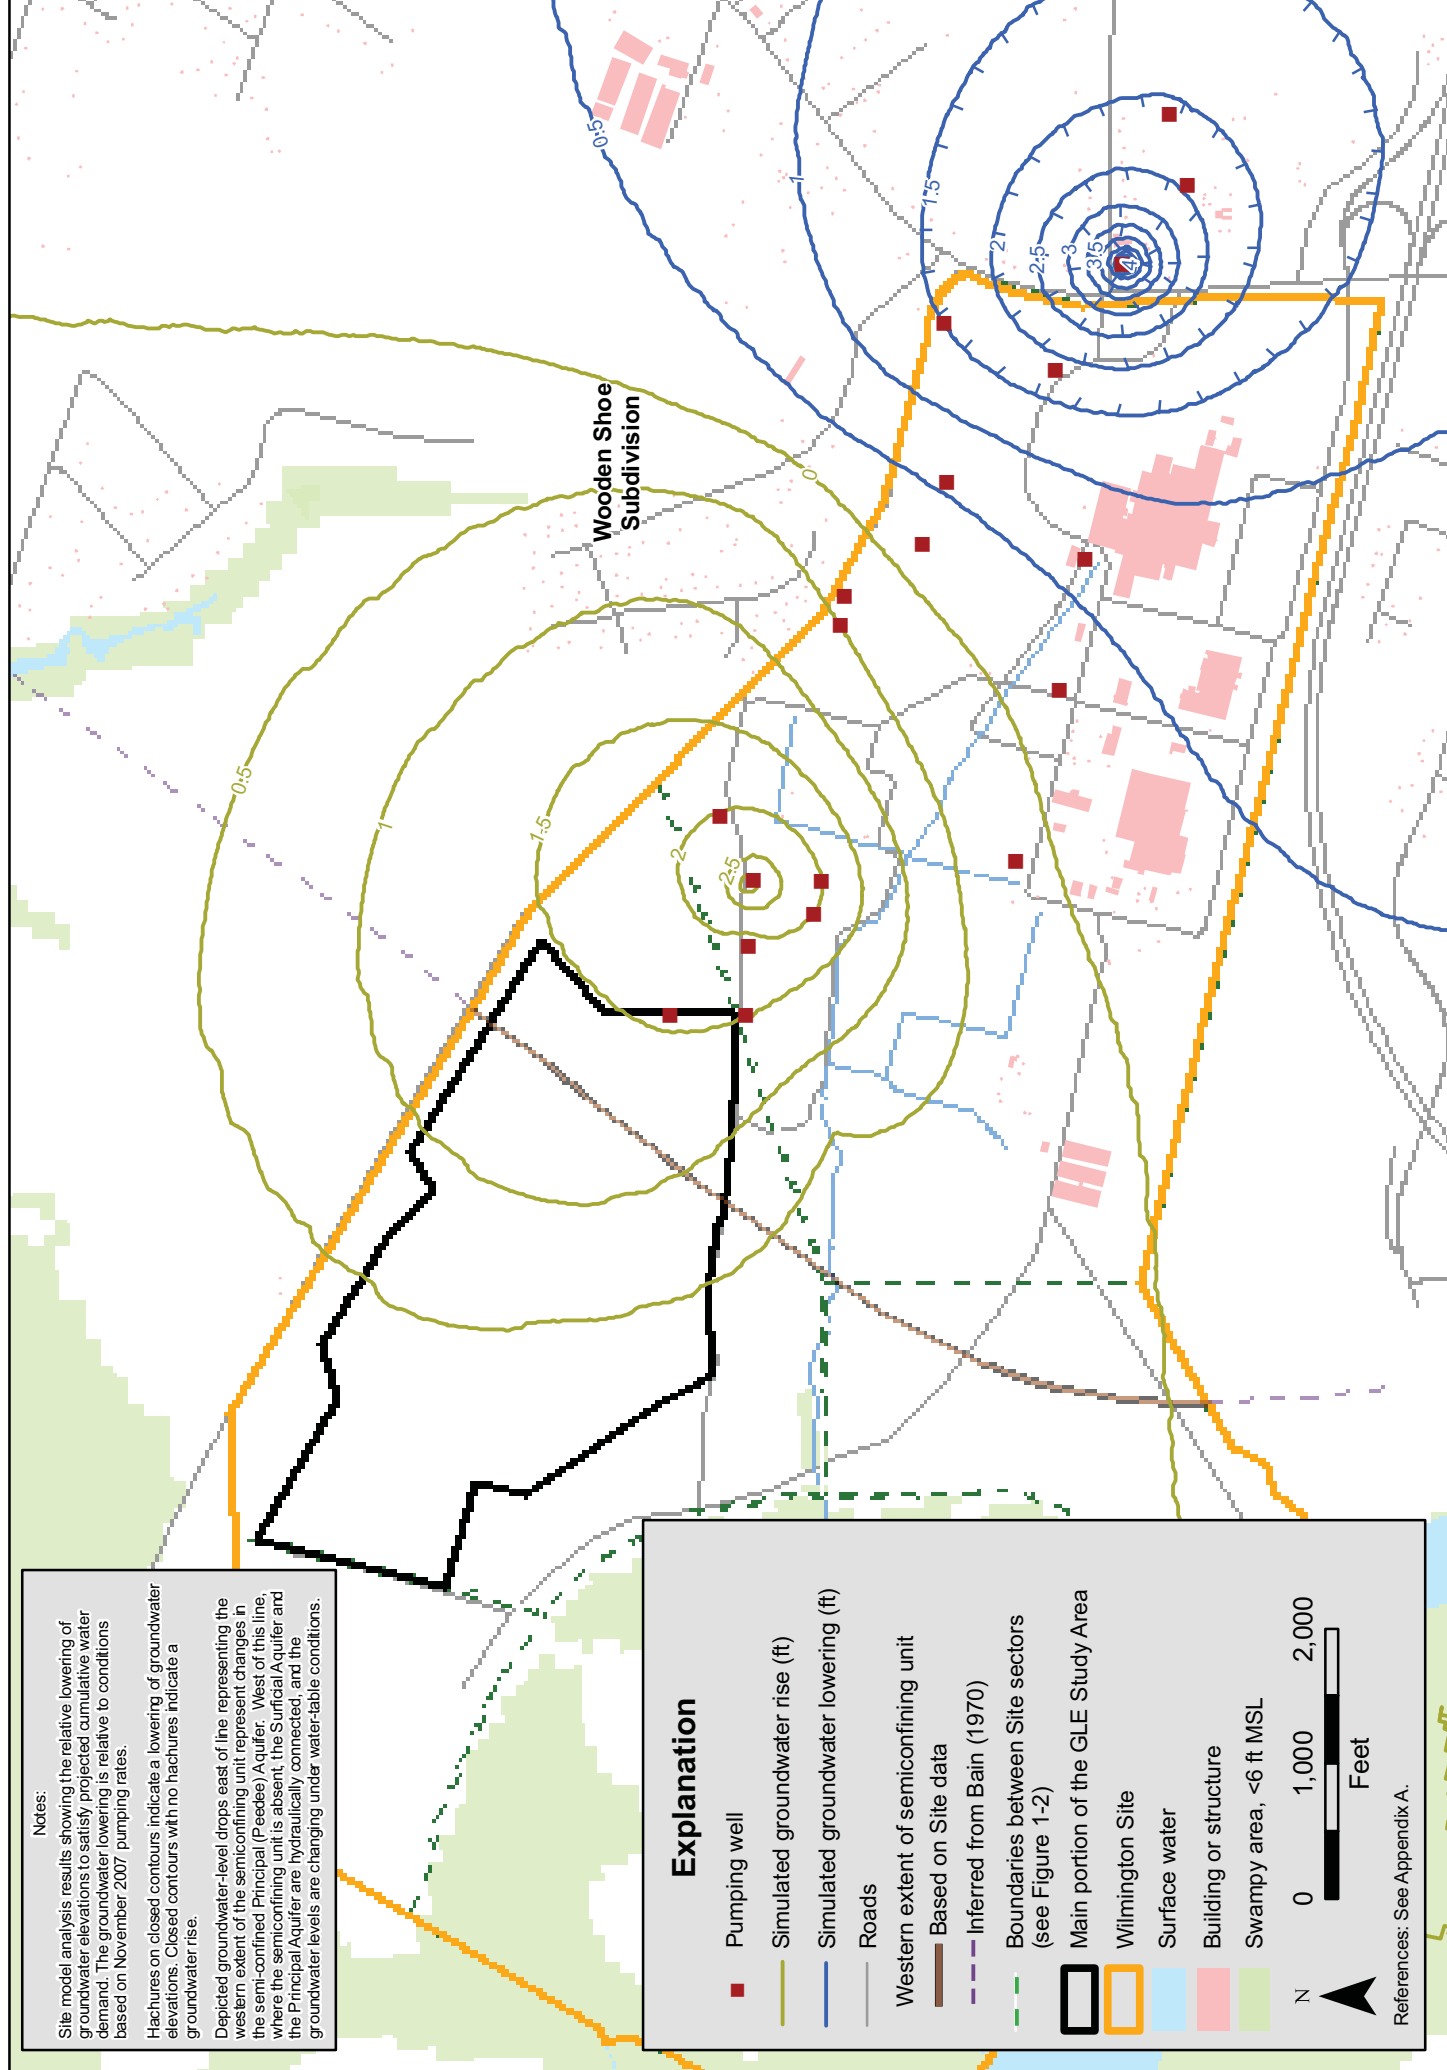 Notes:
Site model analysis results showing the relative lowering of
groundwater elevations to satisfy projected cumulative water
demand. The groundwater lowering is relative to conditions
based on November 2007 pumping rates.
Hachures on closed contours indicate a lowering of groundwater
elevations. Closed contours with no hachures indicate a
groundwater rise.
Depicted groundwater-level drops east of line representing the
western extent of the semiconfining unit represent changes in
the semi-confined Principal (Peedee) Aquifer. West of this line,
where the semiconfining unit is absent, the Surficial Aquifer and
the Principal Aquifer are hydraulically connected, and the
groundwater levels are changing under water-table conditions.
Explanation
Pumping well
Simulated groundwater rise (ft)
Simulated groundwater lowering (ft)
Roads
Western extent of semiconfining unit
Based on Site data
Inferred from Bain (1970)
Boundaries between Site sectors
(see Figure 1-2)
Main portion of the GLE Study Area
Wilmington Site
Surface water
Building or structure
Swampy area, <6 ft MSL
N
0 1,000 2,000
Feet
References: See Appendix A.
0.5
1
1.5
2
2.5
0
Wooden Shoe
Subdivision
0.5
1
1.5
2
2.5
3
3.5
4